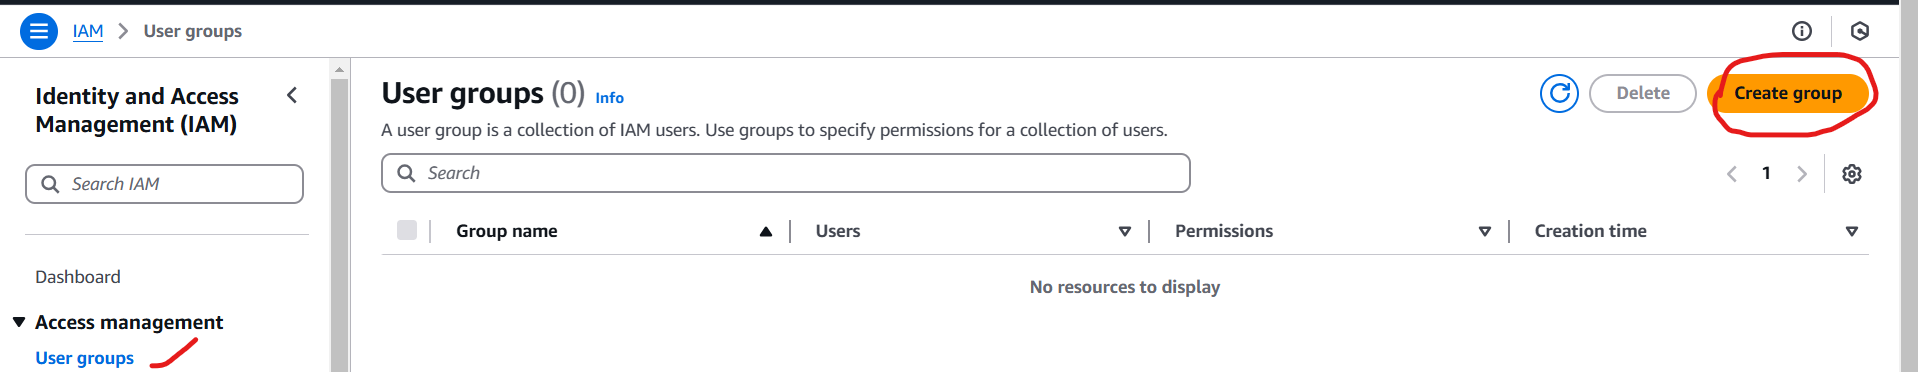 IAM > User groups
Identity and Access
Management (IAM)
Search IAM
Dashboard
Access management
User groups
User groups (0) Info
Delete
Create group
A user group is a collection of IAM users. Use groups to specify permissions for a collection of users.
Search
1
Group name
Users
Permissions
Creation time
No resources to display